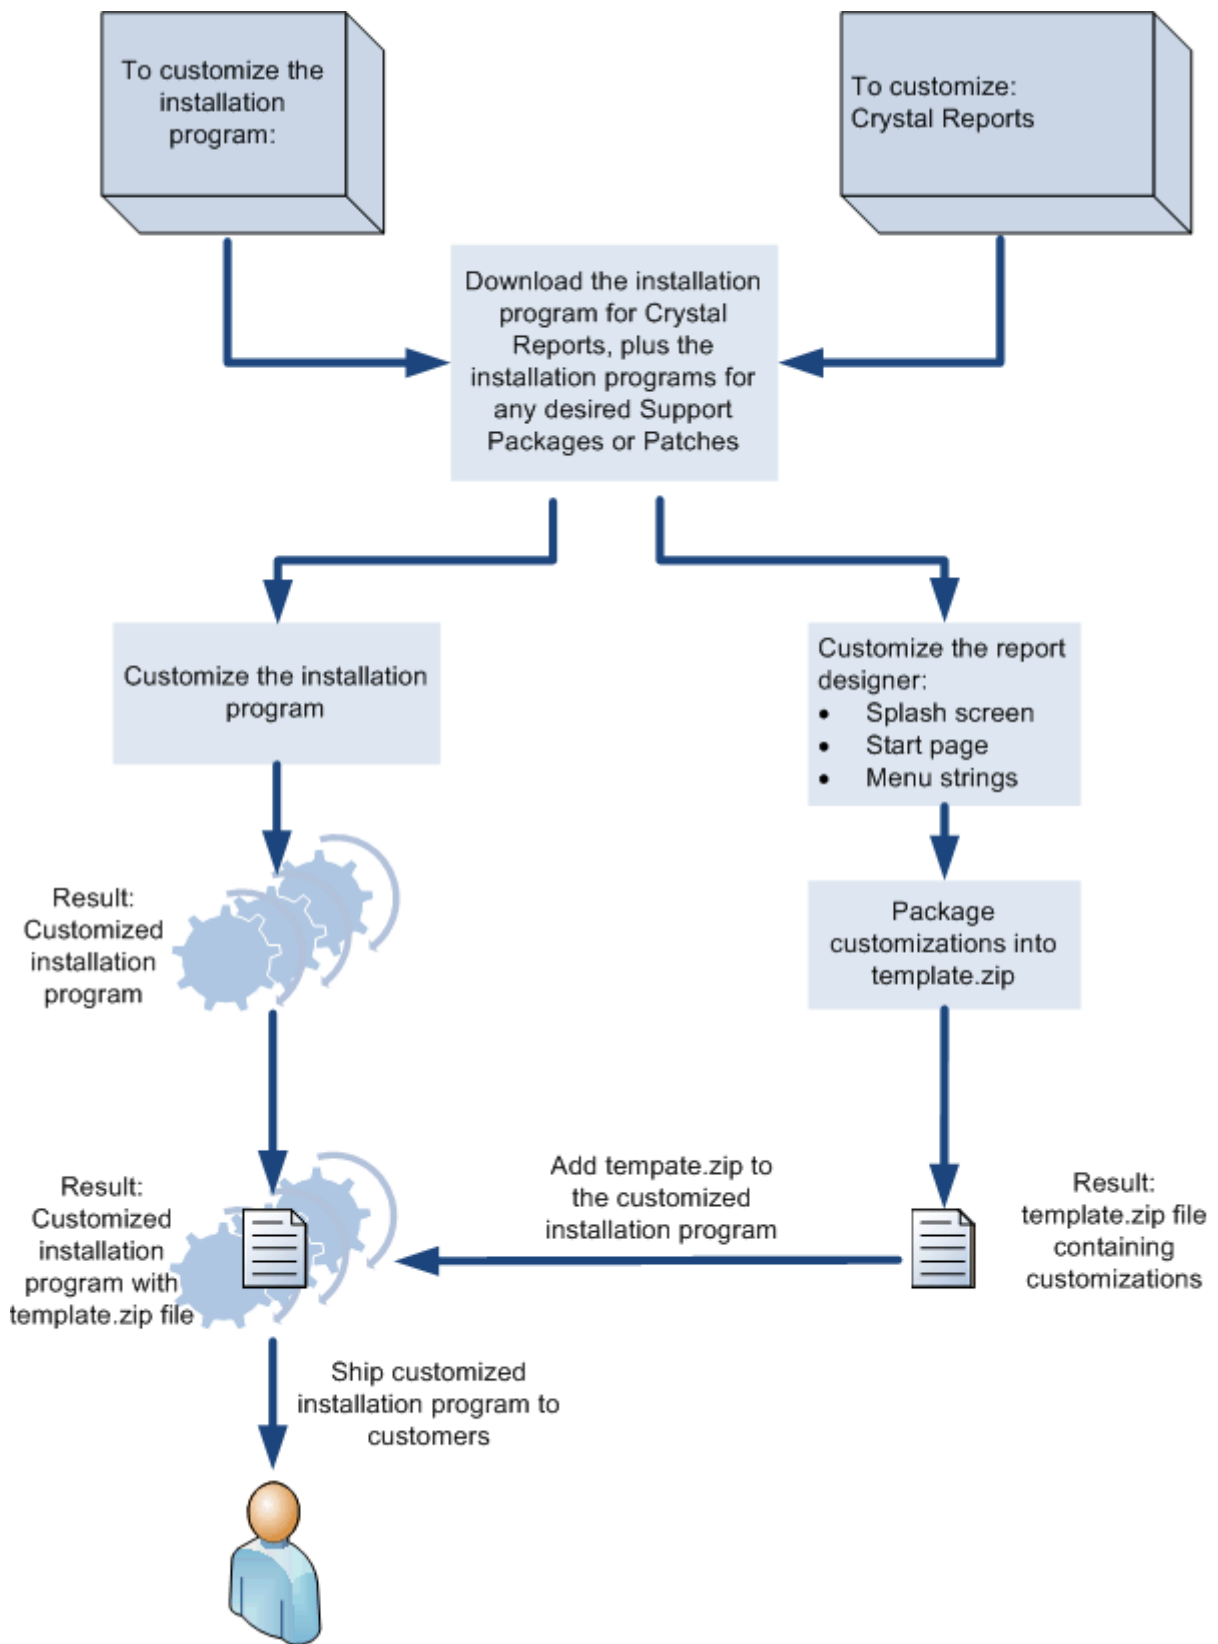 To customize the
installation
program:
To customize:
Crystal Reports
Download the installation
program for Crystal
Reports, plus the
installation programs for
any desired Support
Packages or Patches
Customize the installation
program
Customize the report
designer:
• Splash screen
• Start page
• Menu strings
Result:
Customized
installation
program
Package
customizations into
template.zip
Result:
Customized
installation
program with
template.zip file
Add tempate.zip to
the customized
installation program
Result:
template.zip file
containing
customizations
Ship customized
installation program to
customers